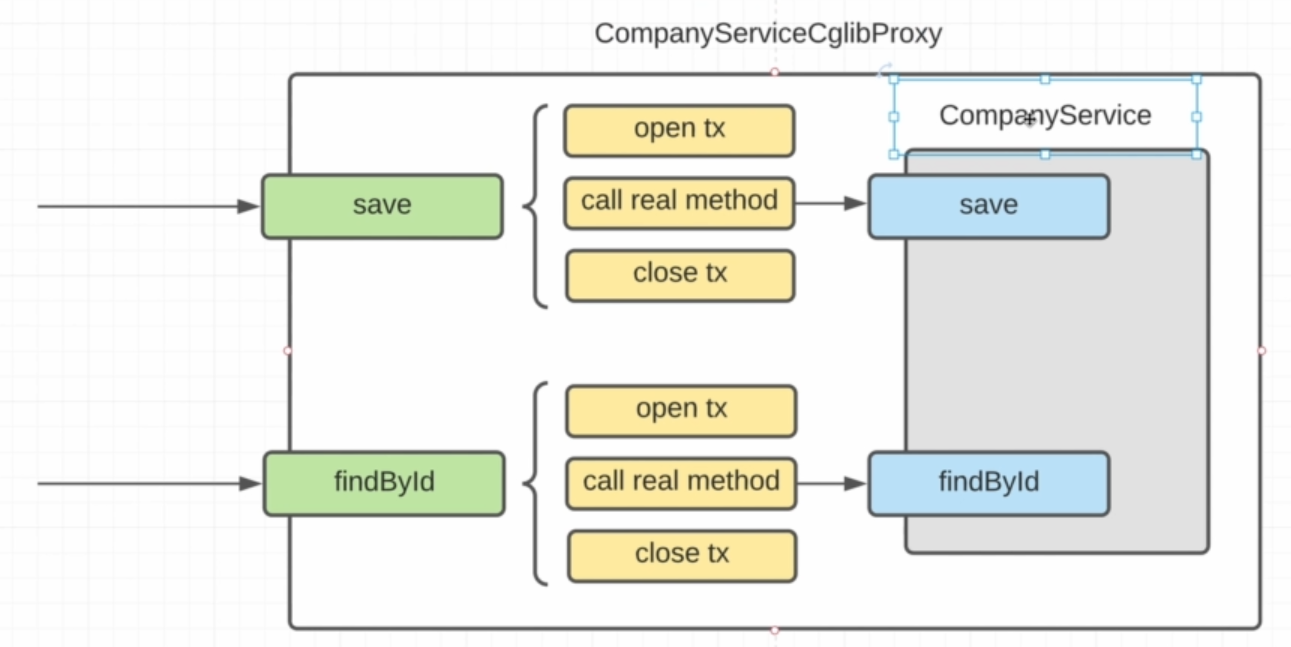 CompanyServiceCglibProxy
CompanyService
open tx
save
call real method
save
close tx
open tx
findById
call real method
findById
close tx